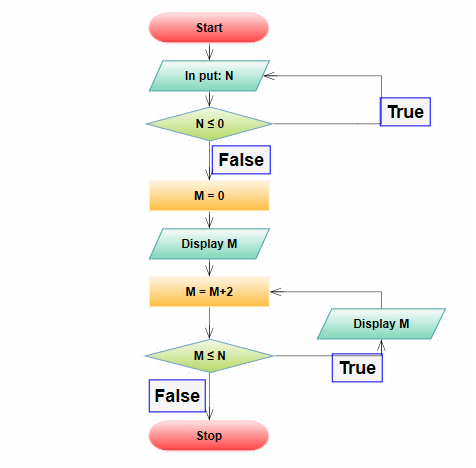 Start
In put: N
N ≤ 0
True
False
M = 0
Display M
M = M+2
Display M
M ≤ N
True
False
Stop